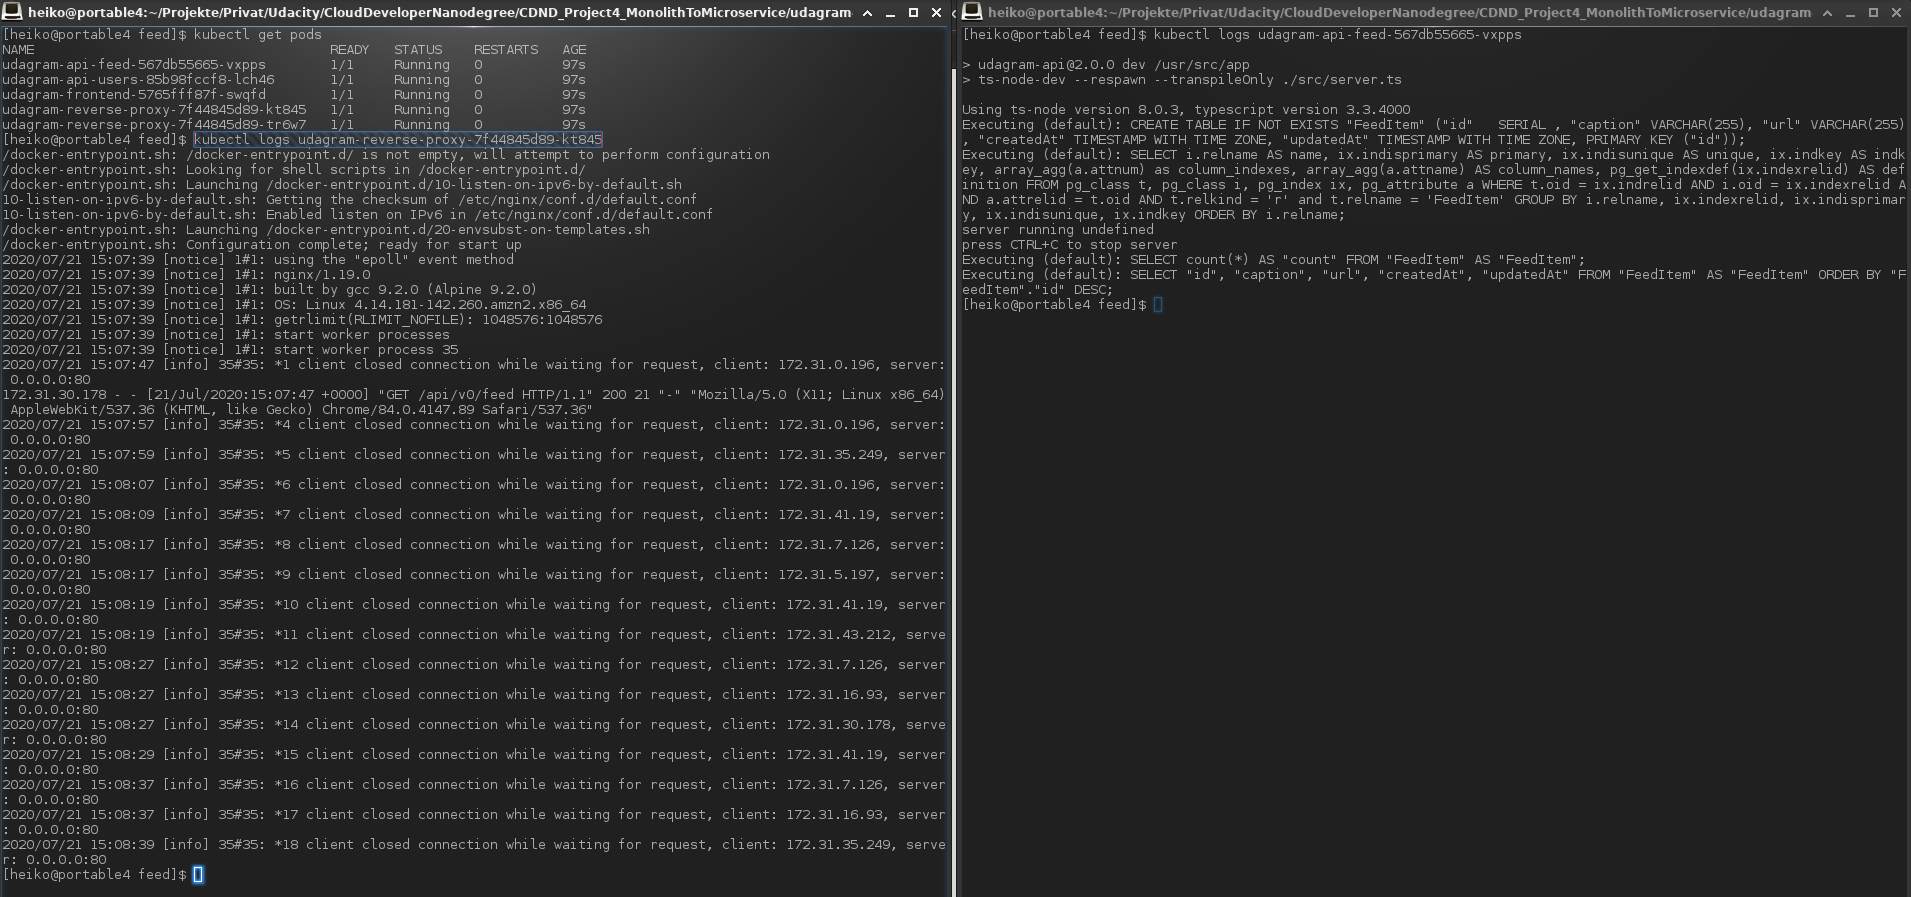 heiko@portable4:~/Projekte/Privat/Udacity/CloudDeveloperNanodegree/CDND_Project4_MonolithToMicroservice/udagram
[heiko@portable4 feed]$ kubectl get pods
NAME                                     READY   STATUS    RESTARTS   AGE
udagram-api-feed-567db55665-vxpps        1/1     Running   0          97s
udagram-api-users-85b98fccf8-lch46       1/1     Running   0          97s
udagram-frontend-5765fff87f-swqfd        1/1     Running   0          97s
udagram-reverse-proxy-7f44845d89-kt845   1/1     Running   0          97s
udagram-reverse-proxy-7f44845d89-tr6w7   1/1     Running   0          97s
[heiko@portable4 feed]$ kubectl logs udagram-reverse-proxy-7f44845d89-kt845
/docker-entrypoint.sh: /docker-entrypoint.d/ is not empty, will attempt to perform configuration
/docker-entrypoint.sh: Looking for shell scripts in /docker-entrypoint.d/
/docker-entrypoint.sh: Launching /docker-entrypoint.d/10-listen-on-ipv6-by-default.sh
10-listen-on-ipv6-by-default.sh: Getting the checksum of /etc/nginx/conf.d/default.conf
10-listen-on-ipv6-by-default.sh: Enabled listen on IPv6 in /etc/nginx/conf.d/default.conf
/docker-entrypoint.sh: Launching /docker-entrypoint.d/20-envsubst-on-templates.sh
/docker-entrypoint.sh: Configuration complete; ready for start up
2020/07/21 15:07:39 [notice] 1#1: using the "epoll" event method
2020/07/21 15:07:39 [notice] 1#1: nginx/1.19.0
2020/07/21 15:07:39 [notice] 1#1: built by gcc 9.2.0 (Alpine 9.2.0)
2020/07/21 15:07:39 [notice] 1#1: OS: Linux 4.14.181-142.260.amzn2.x86_64
2020/07/21 15:07:39 [notice] 1#1: getrlimit(RLIMIT_NOFILE): 1048576:1048576
2020/07/21 15:07:39 [notice] 1#1: start worker processes
2020/07/21 15:07:39 [notice] 1#1: start worker process 35
2020/07/21 15:07:47 [info] 35#35: *1 client closed connection while waiting for request, client: 172.31.0.196, server:
 0.0.0.0:80
172.31.30.178 - - [21/Jul/2020:15:07:47 +0000] "GET /api/v0/feed HTTP/1.1" 200 21 "-" "Mozilla/5.0 (X11; Linux x86_64)
 AppleWebKit/537.36 (KHTML, like Gecko) Chrome/84.0.4147.89 Safari/537.36"
2020/07/21 15:07:57 [info] 35#35: *4 client closed connection while waiting for request, client: 172.31.0.196, server:
 0.0.0.0:80
2020/07/21 15:07:59 [info] 35#35: *5 client closed connection while waiting for request, client: 172.31.35.249, server
: 0.0.0.0:80
2020/07/21 15:08:07 [info] 35#35: *6 client closed connection while waiting for request, client: 172.31.0.196, server:
 0.0.0.0:80
2020/07/21 15:08:09 [info] 35#35: *7 client closed connection while waiting for request, client: 172.31.41.19, server:
 0.0.0.0:80
2020/07/21 15:08:17 [info] 35#35: *8 client closed connection while waiting for request, client: 172.31.7.126, server:
 0.0.0.0:80
2020/07/21 15:08:17 [info] 35#35: *9 client closed connection while waiting for request, client: 172.31.5.197, server:
 0.0.0.0:80
2020/07/21 15:08:19 [info] 35#35: *10 client closed connection while waiting for request, client: 172.31.41.19, server
: 0.0.0.0:80
2020/07/21 15:08:19 [info] 35#35: *11 client closed connection while waiting for request, client: 172.31.43.212, serve
r: 0.0.0.0:80
2020/07/21 15:08:27 [info] 35#35: *12 client closed connection while waiting for request, client: 172.31.7.126, server
: 0.0.0.0:80
2020/07/21 15:08:27 [info] 35#35: *13 client closed connection while waiting for request, client: 172.31.16.93, server
: 0.0.0.0:80
2020/07/21 15:08:27 [info] 35#35: *14 client closed connection while waiting for request, client: 172.31.30.178, serve
r: 0.0.0.0:80
2020/07/21 15:08:29 [info] 35#35: *15 client closed connection while waiting for request, client: 172.31.41.19, server
: 0.0.0.0:80
2020/07/21 15:08:37 [info] 35#35: *16 client closed connection while waiting for request, client: 172.31.7.126, server
: 0.0.0.0:80
2020/07/21 15:08:37 [info] 35#35: *17 client closed connection while waiting for request, client: 172.31.16.93, server
: 0.0.0.0:80
2020/07/21 15:08:39 [info] 35#35: *18 client closed connection while waiting for request, client: 172.31.35.249, serve
r: 0.0.0.0:80
[heiko@portable4 feed]$
heiko@portable4:~/Projekte/Privat/Udacity/CloudDeveloperNanodegree/CDND_Project4_MonolithToMicroservice/udagram
[heiko@portable4 feed]$ kubectl logs udagram-api-feed-567db55665-vxpps
> udagram-api@2.0.0 dev /usr/src/app
> ts-node-dev --respawn --transpileOnly ./src/server.ts
Using ts-node version 8.0.3, typescript version 3.3.4000
Executing (default): CREATE TABLE IF NOT EXISTS "FeedItem" ("id"   SERIAL , "caption" VARCHAR(255), "url" VARCHAR(255)
, "createdAt" TIMESTAMP WITH TIME ZONE, "updatedAt" TIMESTAMP WITH TIME ZONE, PRIMARY KEY ("id"));
Executing (default): SELECT i.relname AS name, ix.indisprimary AS primary, ix.indisunique AS unique, ix.indkey AS indk
ey, array_agg(a.attnum) as column_indexes, array_agg(a.attname) AS column_names, pg_get_indexdef(ix.indexrelid) AS def
inition FROM pg_class t, pg_class i, pg_index ix, pg_attribute a WHERE t.oid = ix.indrelid AND i.oid = ix.indexrelid A
ND a.attrelid = t.oid AND t.relkind = 'r' and t.relname = 'FeedItem' GROUP BY i.relname, ix.indexrelid, ix.indisprimar
y, ix.indisunique, ix.indkey ORDER BY i.relname;
server running undefined
press CTRL+C to stop server
Executing (default): SELECT count(*) AS "count" FROM "FeedItem" AS "FeedItem";
Executing (default): SELECT "id", "caption", "url", "createdAt", "updatedAt" FROM "FeedItem" AS "FeedItem" ORDER BY "F
eedItem"."id" DESC;
[heiko@portable4 feed]$